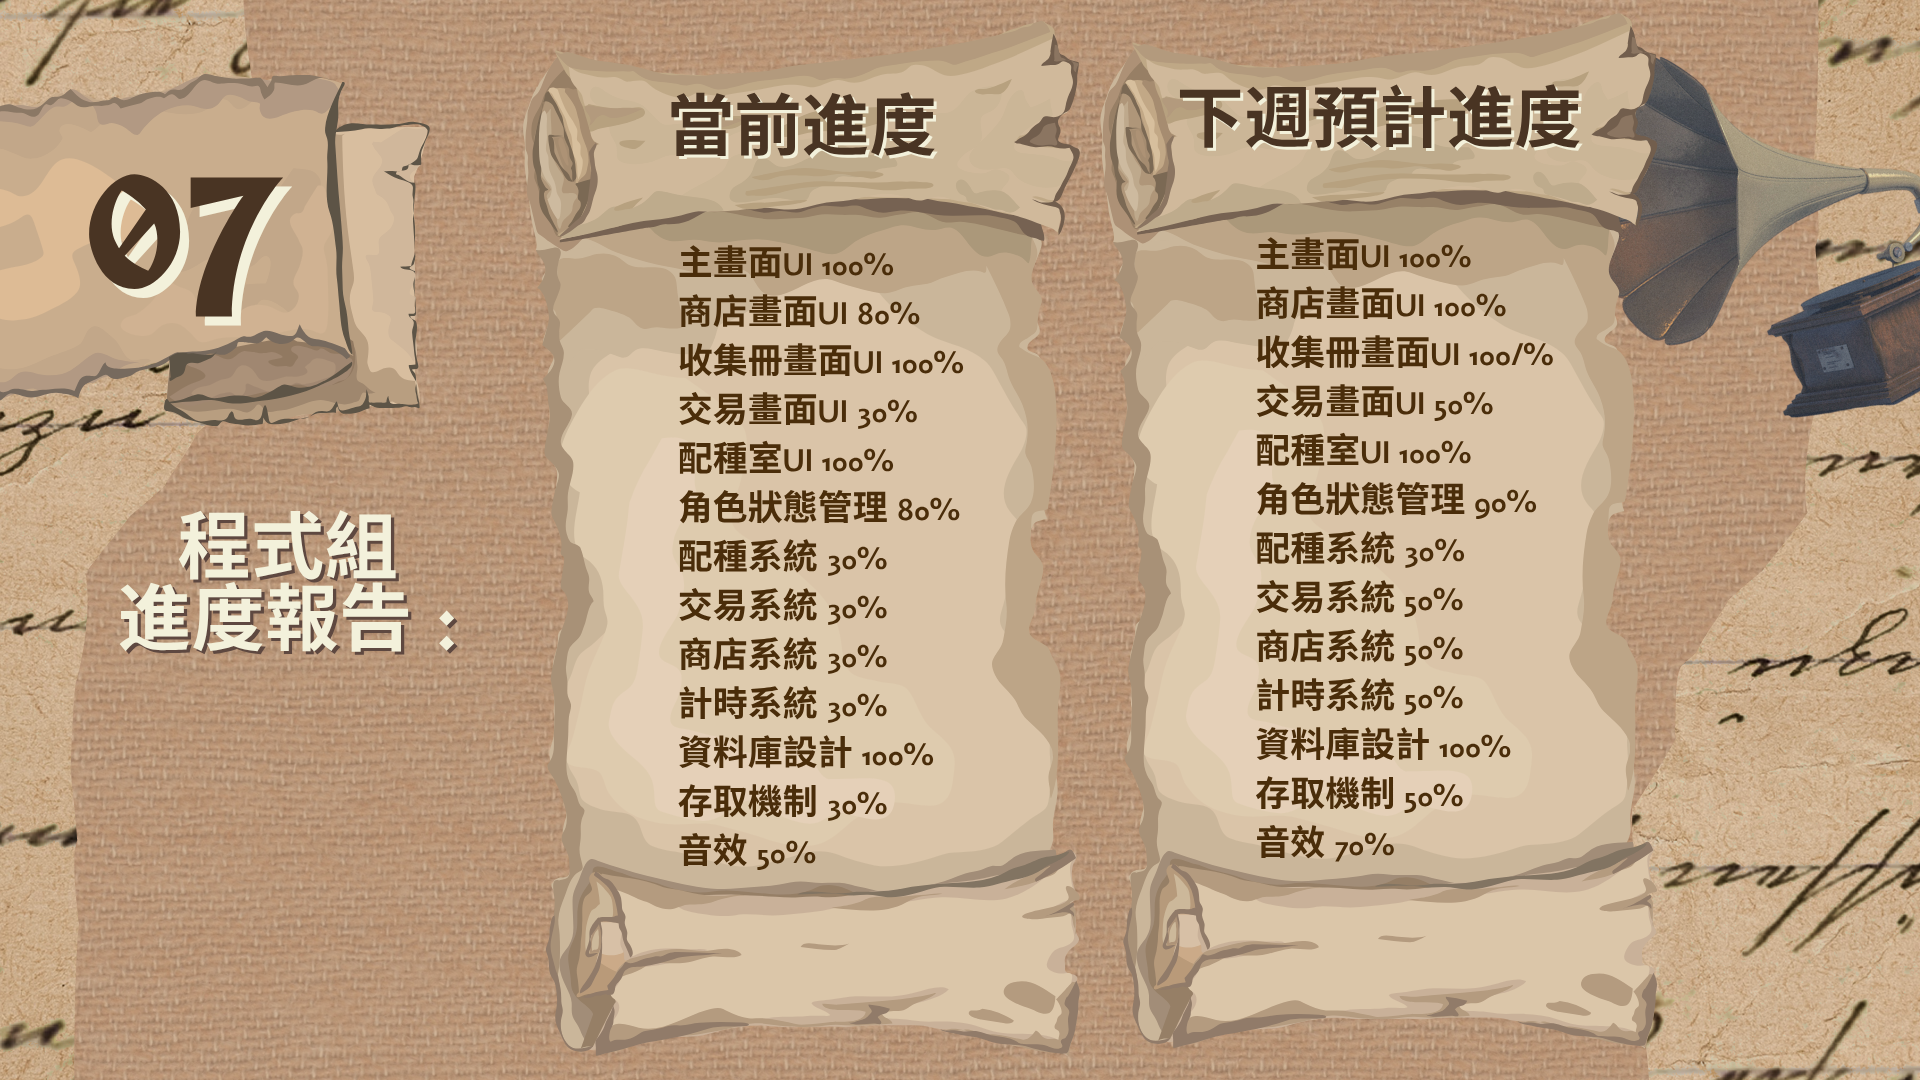 07
程式組
進度報告：
當前進度
主畫面UI 100%
商店畫面UI 80%
收集冊畫面UI 100%
交易畫面UI 30%
配種室UI 100%
角色狀態管理 80%
配種系統 30%
交易系統 30%
商店系統 30%
計時系統 30%
資料庫設計 100%
存取機制 30%
音效 50%
下週預計進度
主畫面UI 100%
商店畫面UI 100%
收集冊畫面UI 100/%
交易畫面UI 50%
配種室UI 100%
角色狀態管理 90%
配種系統 30%
交易系統 50%
商店系統 50%
計時系統 50%
資料庫設計 100%
存取機制 50%
音效 70%